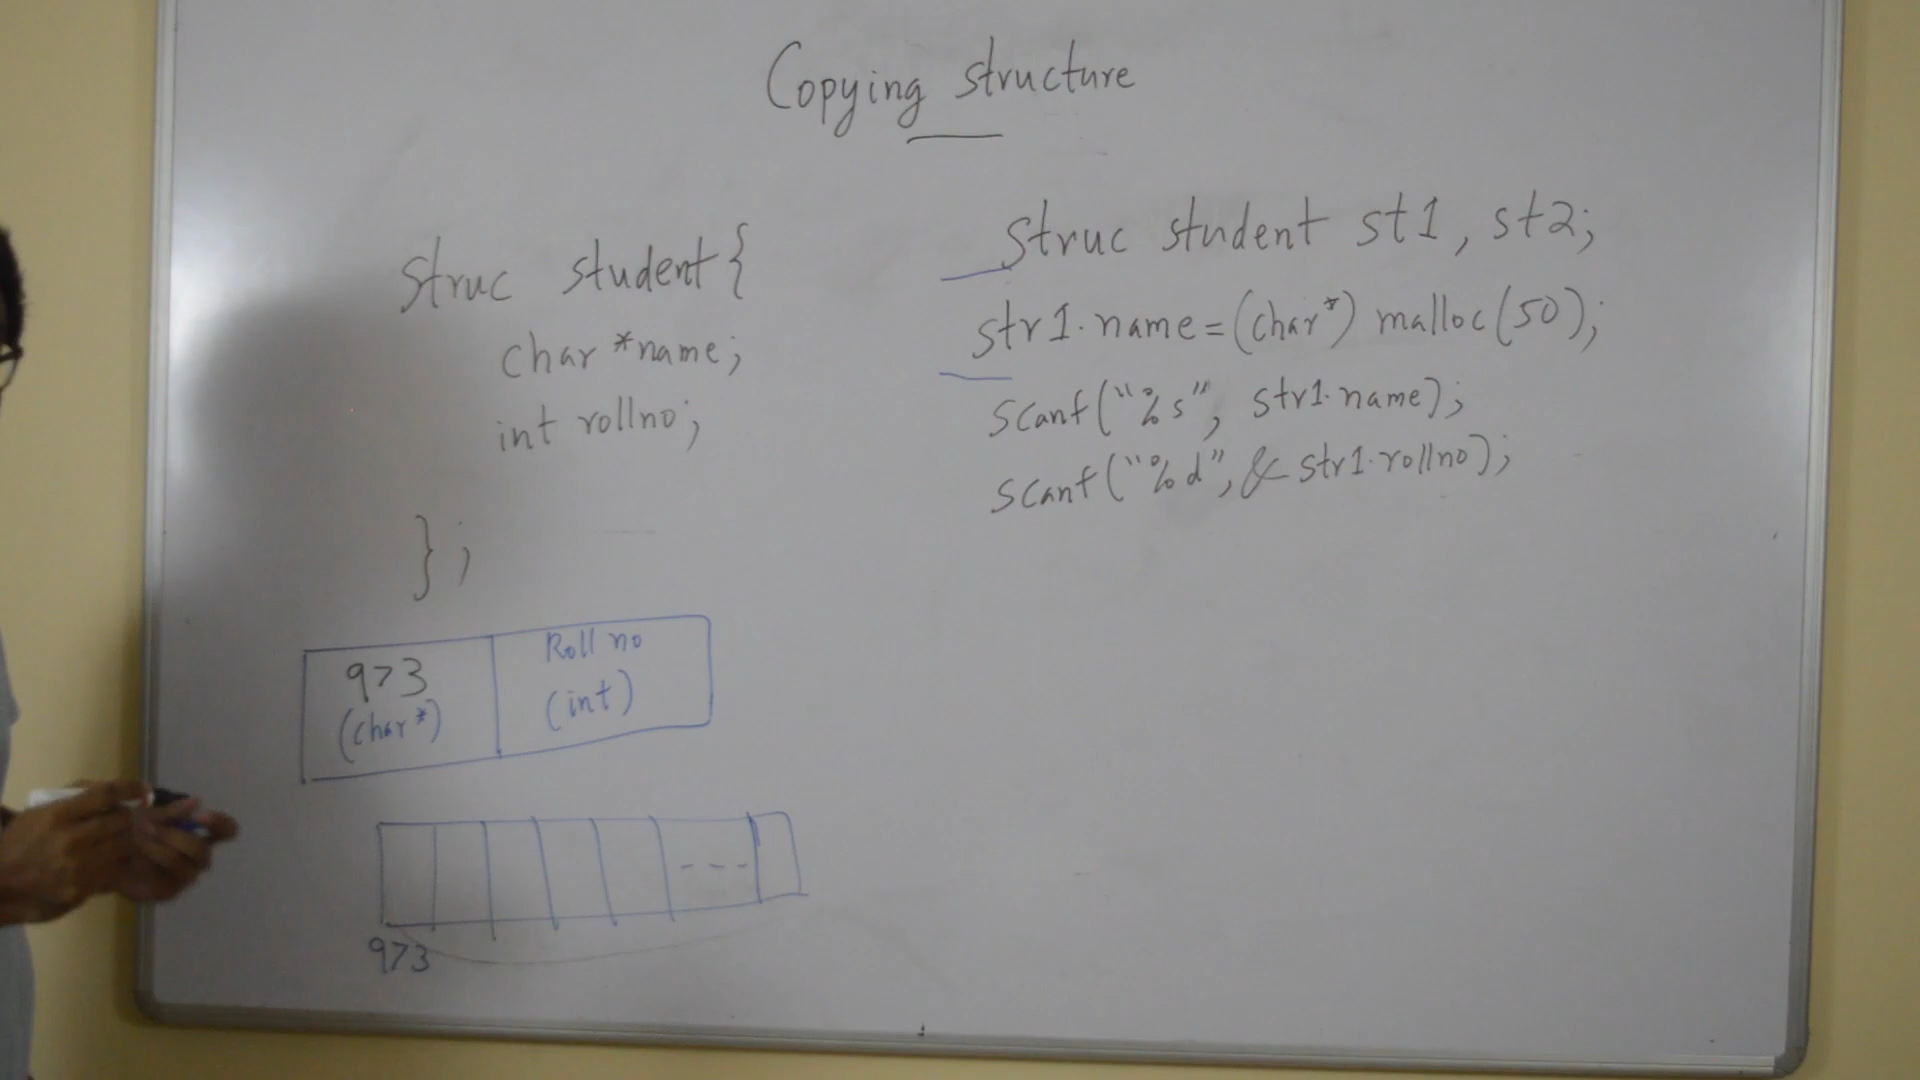 Copying structure
Struc student {
char *name;
int rollno;
};
Struc student st1, st2;
str1.name=(char*) malloc(50);
scanf("%s", str1.name);
scanf("%d", & str1.rollno);
973
(char*)
Roll no
(int)
---
973